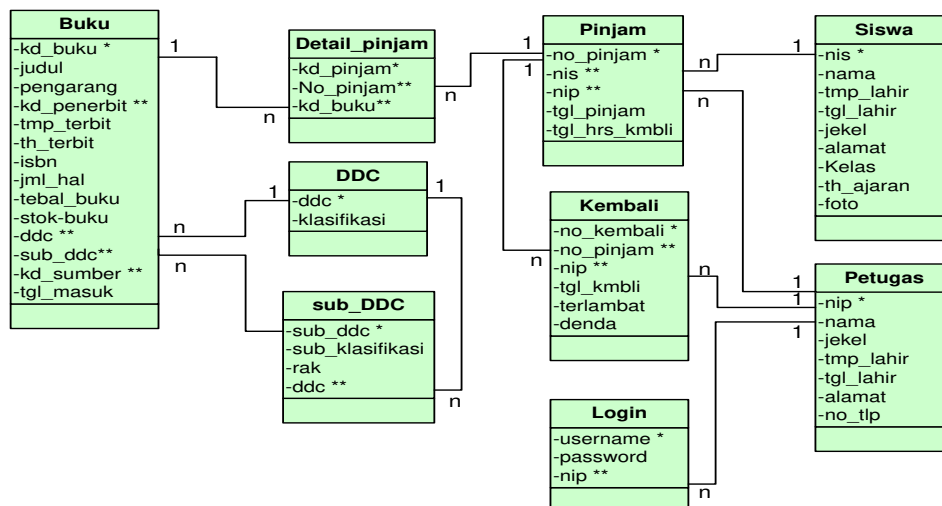 Buku
-kd_buku *
-judul
-pengarang
-kd_penerbit **
-tmp_terbit
-th_terbit
-isbn
-jml_hal
-tebal_buku
-stok-buku
-ddc **
-sub_ddc**
-kd_sumber **
-tgl_masuk
1
n
n
n
Detail_pinjam
-kd_pinjam*
-No_pinjam**
-kd_buku**
n
1
DDC
-ddc *
-klasifikasi
1
1
sub_DDC
-sub_ddc *
-sub_klasifikasi
-rak
-ddc **
n
Pinjam
-no_pinjam *
-nis **
-nip **
-tgl_pinjam
-tgl_hrs_kmbli
1
n
n
Kembali
-no_kembali *
-no_pinjam **
-nip **
-tgl_kmbli
-terlambat
-denda
n
n
Login
-username *
-password
-nip **
n
Siswa
-nis *
-nama
-tmp_lahir
-tgl_lahir
-jekel
-alamat
-Kelas
-th_ajaran
-foto
1
Petugas
-nip *
-nama
-jekel
-tmp_lahir
-tgl_lahir
-alamat
-no_tlp
1
1
1